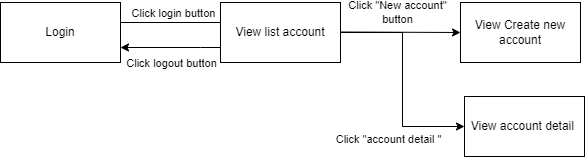 Click login button
Login
View list account
Click logout button
Click "New account"
button
View Create new
account
Click "account detail "
View account detail